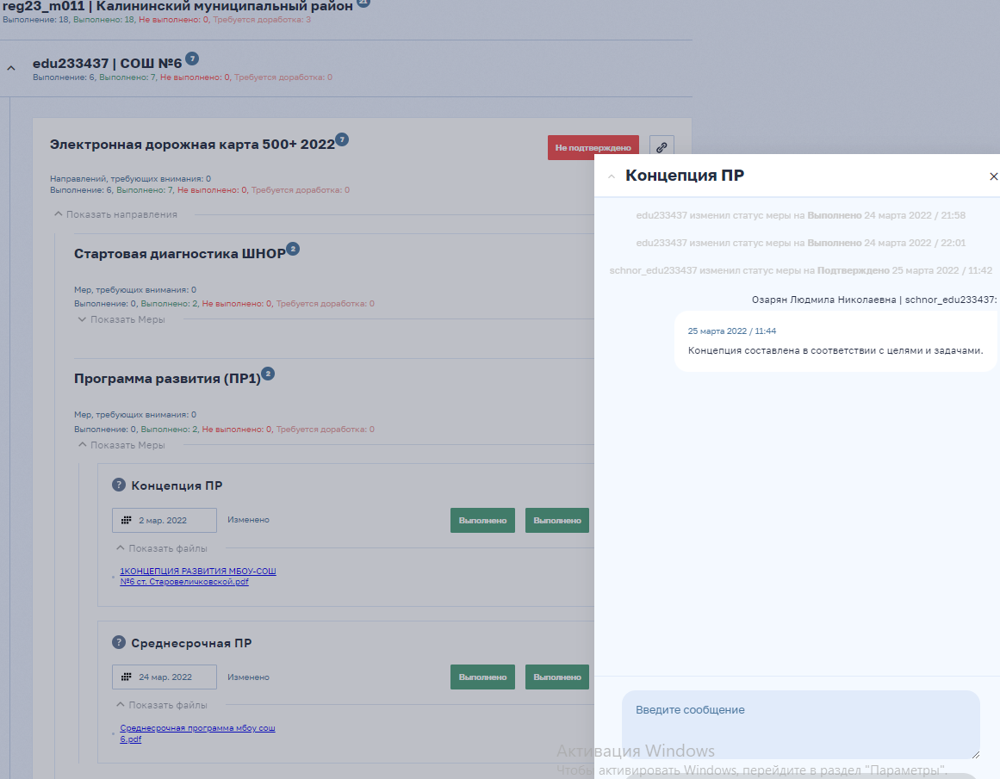 reg23_m011 | Калининский муниципальный район 21
Выполнение: 18, Выполнено: 18, Не выполнено: 0, Требуется доработка: 3
edu233437 | СОШ №6 7
Выполнение: 6, Выполнено: 7, Не выполнено: 0, Требуется доработка: 0
Электронная дорожная карта 500+ 2022 7
Не подтверждено
Направлений, требующих внимания: 0
Выполнение: 6, Выполнено: 7, Не выполнено: 0, Требуется доработка: 0
Показать направления
Стартовая диагностика ШНОР 2
Мер, требующих внимания: 0
Выполнение: 0, Выполнено: 2, Не выполнено: 0, Требуется доработка: 0
Показать Меры
Программа развития (ПР1) 2
Мер, требующих внимания: 0
Выполнение: 0, Выполнено: 2, Не выполнено: 0, Требуется доработка: 0
Показать Меры
? Концепция ПР
2 мар. 2022 Изменено Выполнено Выполнено
Показать файлы
1КОНЦЕПЦИЯ РАЗВИТИЯ МБОУ-СОШ
№6 ст. Старовеличковской.pdf
? Среднесрочная ПР
24 мар. 2022 Изменено Выполнено Выполнено
Показать файлы
Среднесрочная программа мбоу сош
6.pdf
Концепция ПР
edu233437 изменил статус меры на Выполнено 24 марта 2022 / 21:58
edu233437 изменил статус меры на Выполнено 24 марта 2022 / 22:01
schnor_edu233437 изменил статус меры на Подтверждено 25 марта 2022 / 11:42
Озарян Людмила Николаевна | schnor_edu233437:
25 марта 2022 / 11:44
Концепция составлена в соответствии с целями и задачами.
Введите сообщение
Активация Windows
Чтобы активировать Windows, перейдите в раздел "Параметры".